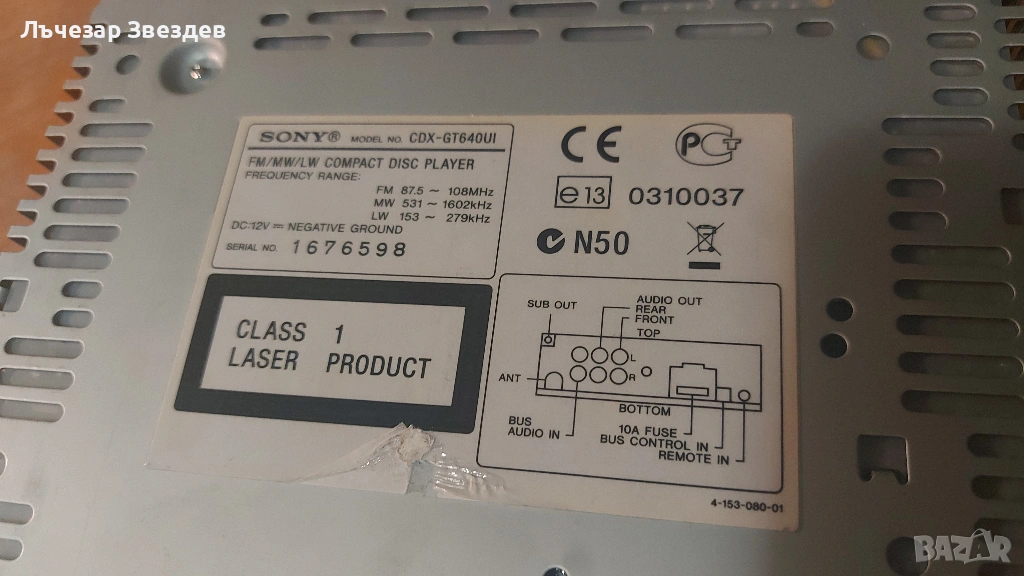 Лъчезар Звездев
SONY® MODEL NO. CDX-GT640UI
FM/MW/LW COMPACT DISC PLAYER
FREQUENCY RANGE:
FM 87.5 ~ 108MHz
MW 531 ~ 1602kHz
LW 153 ~ 279kHz
DC:12V ⎓ NEGATIVE GROUND
SERIAL NO. 1676598
CE PCT
e13 0310037
N50
CLASS 1
LASER PRODUCT
SUB OUT
AUDIO OUT
REAR
FRONT
TOP
L
ANT
R
BOTTOM
BUS
AUDIO IN
10A FUSE
BUS CONTROL IN
REMOTE IN
4-153-080-01
BAZAR